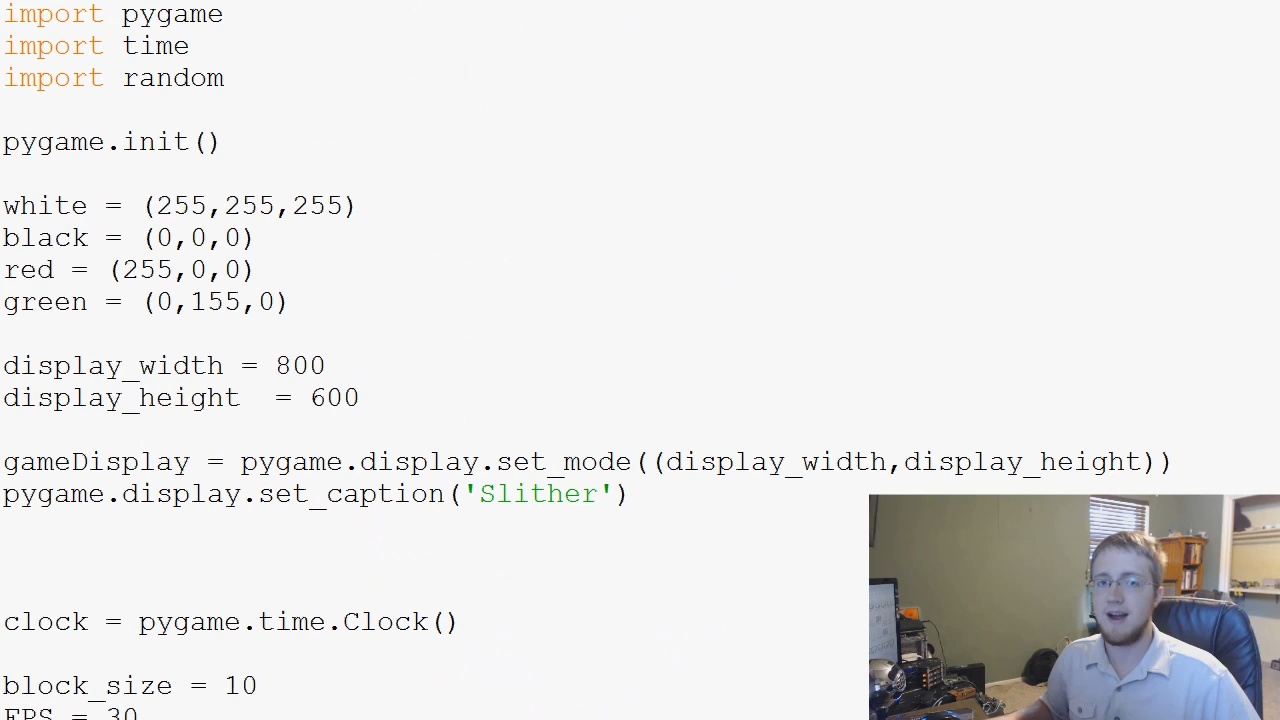 import pygame
import time
import random
pygame.init()
white = (255,255,255)
black = (0,0,0)
red = (255,0,0)
green = (0,155,0)
display_width = 800
display_height  = 600
gameDisplay = pygame.display.set_mode((display_width,display_height))
pygame.display.set_caption('Slither')
clock = pygame.time.Clock()
block_size = 10
FPS = 30